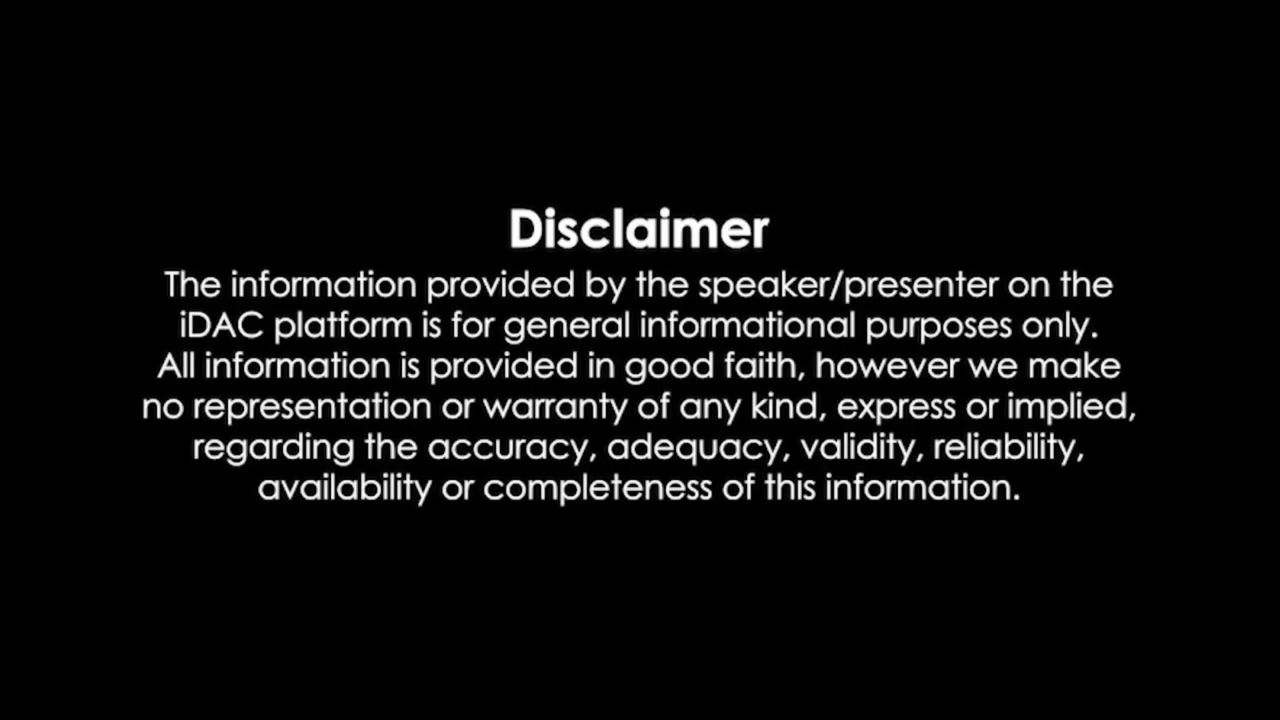 Disclaimer
The information provided by the speaker/presenter on the
iDAC platform is for general informational purposes only.
All information is provided in good faith, however we make
no representation or warranty of any kind, express or implied,
regarding the accuracy, adequacy, validity, reliability,
availability or completeness of this information.